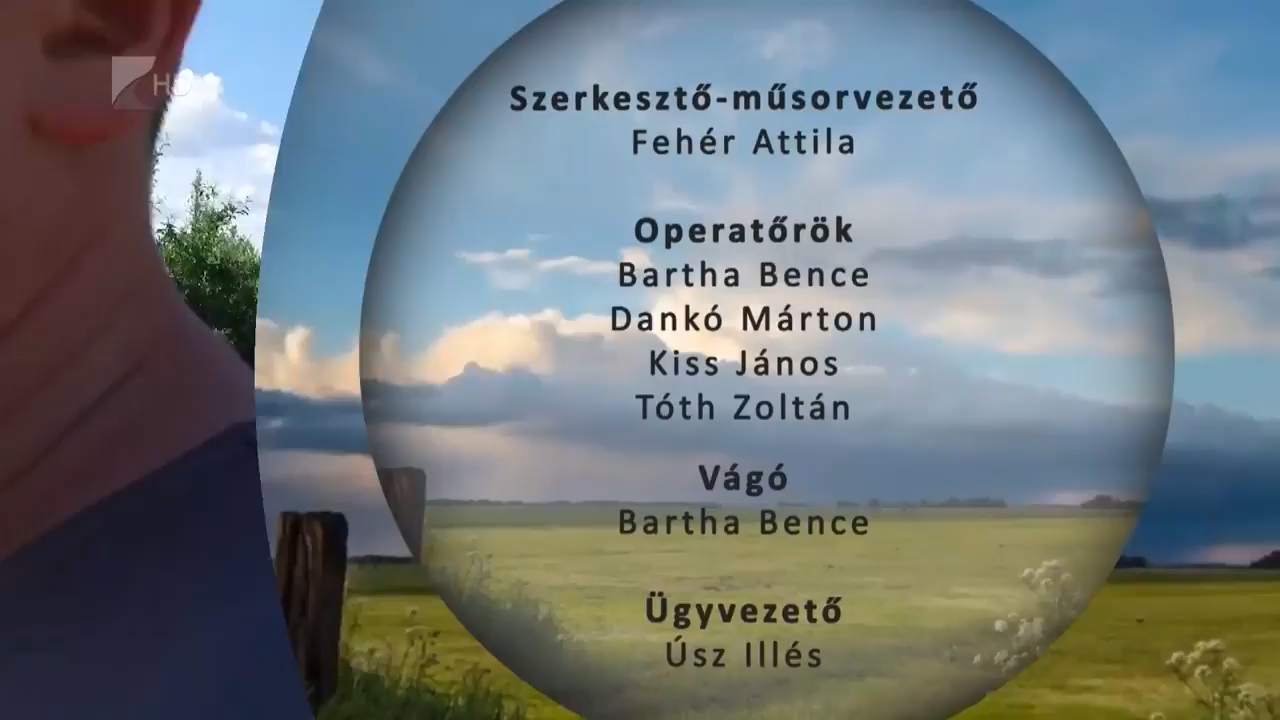 HD
Szerkesztő-műsorvezető
Fehér Attila
Operatőrök
Bartha Bence
Dankó Márton
Kiss János
Tóth Zoltán
Vágó
Bartha Bence
Ügyvezető
Úsz Illés